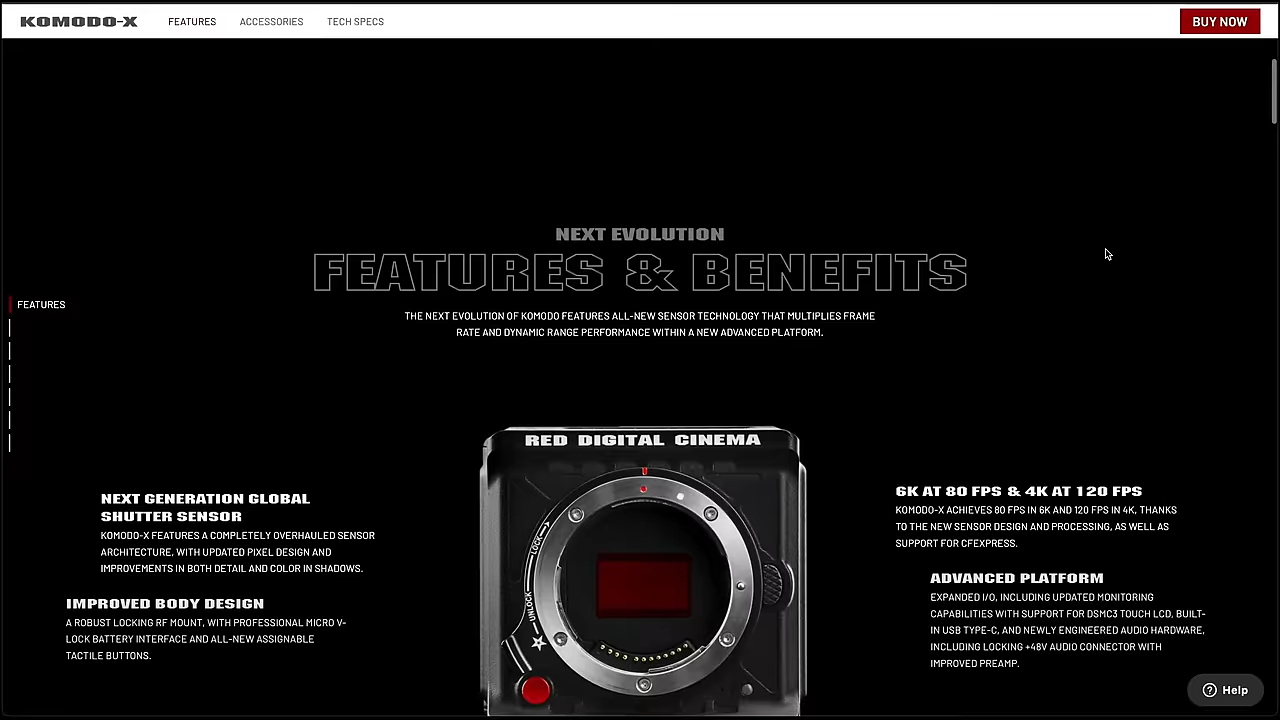 KOMODO-X
FEATURES
ACCESSORIES
TECH SPECS
BUY NOW
NEXT EVOLUTION
FEATURES & BENEFITS
THE NEXT EVOLUTION OF KOMODO FEATURES ALL-NEW SENSOR TECHNOLOGY THAT MULTIPLIES FRAME
RATE AND DYNAMIC RANGE PERFORMANCE WITHIN A NEW ADVANCED PLATFORM.
FEATURES
RED DIGITAL CINEMA
LOCK
UNLOCK
NEXT GENERATION GLOBAL
SHUTTER SENSOR
KOMODO-X FEATURES A COMPLETELY OVERHAULED SENSOR
ARCHITECTURE, WITH UPDATED PIXEL DESIGN AND
IMPROVEMENTS IN BOTH DETAIL AND COLOR IN SHADOWS.
IMPROVED BODY DESIGN
A ROBUST LOCKING RF MOUNT, WITH PROFESSIONAL MICRO V-
LOCK BATTERY INTERFACE AND ALL-NEW ASSIGNABLE
TACTILE BUTTONS.
6K AT 80 FPS & 4K AT 120 FPS
KOMODO-X ACHIEVES 80 FPS IN 6K AND 120 FPS IN 4K, THANKS
TO THE NEW SENSOR DESIGN AND PROCESSING, AS WELL AS
SUPPORT FOR CFEXPRESS.
ADVANCED PLATFORM
EXPANDED I/O, INCLUDING UPDATED MONITORING
CAPABILITIES WITH SUPPORT FOR DSMC3 TOUCH LCD, BUILT-
IN USB TYPE-C, AND NEWLY ENGINEERED AUDIO HARDWARE,
INCLUDING LOCKING +48V AUDIO CONNECTOR WITH
IMPROVED PREAMP.
Help